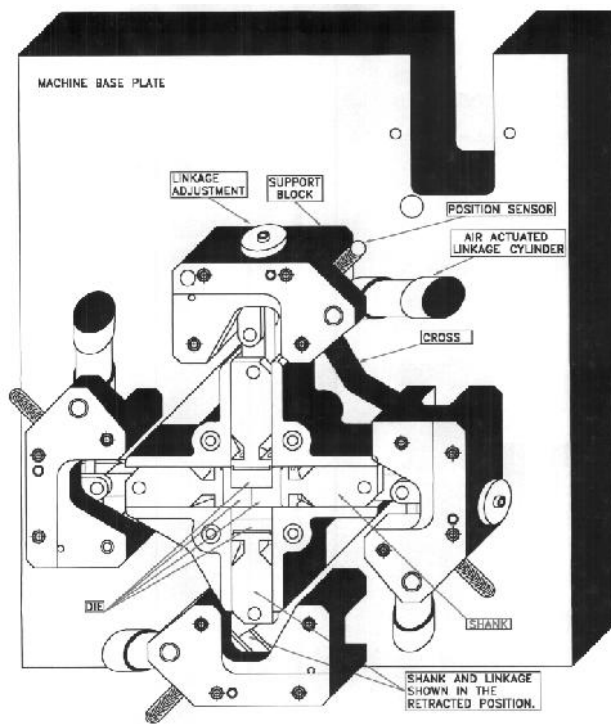 MACHINE BASE PLATE
LINKAGE
ADJUSTMENT
SUPPORT
BLOCK
POSITION SENSOR
AIR ACTUATED
LINKAGE CYLINDER
CROSS
DIE
SHANK
SHANK AND LINKAGE
SHOWN IN THE
RETRACTED POSITION.